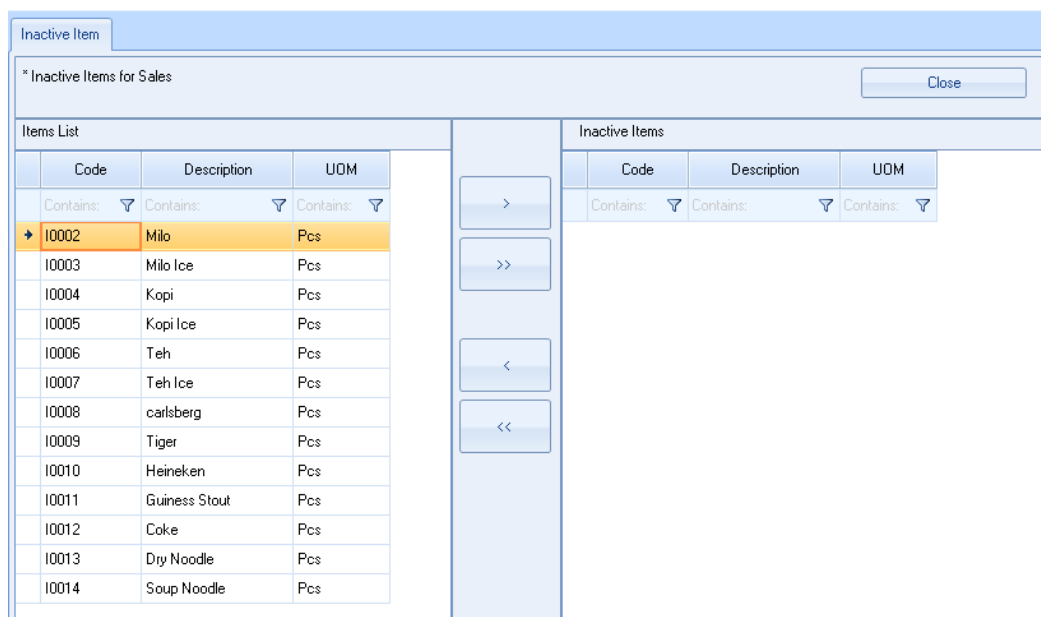 Inactive Item
* Inactive Items for Sales
Close
Items List
Code Description UOM
Contains: Contains: Contains:
I0002 Milo Pcs
I0003 Milo Ice Pcs
I0004 Kopi Pcs
I0005 Kopi Ice Pcs
I0006 Teh Pcs
I0007 Teh Ice Pcs
I0008 carlsberg Pcs
I0009 Tiger Pcs
I0010 Heineken Pcs
I0011 Guiness Stout Pcs
I0012 Coke Pcs
I0013 Dry Noodle Pcs
I0014 Soup Noodle Pcs
>
>>
<
<<
Inactive Items
Code Description UOM
Contains: Contains: Contains: